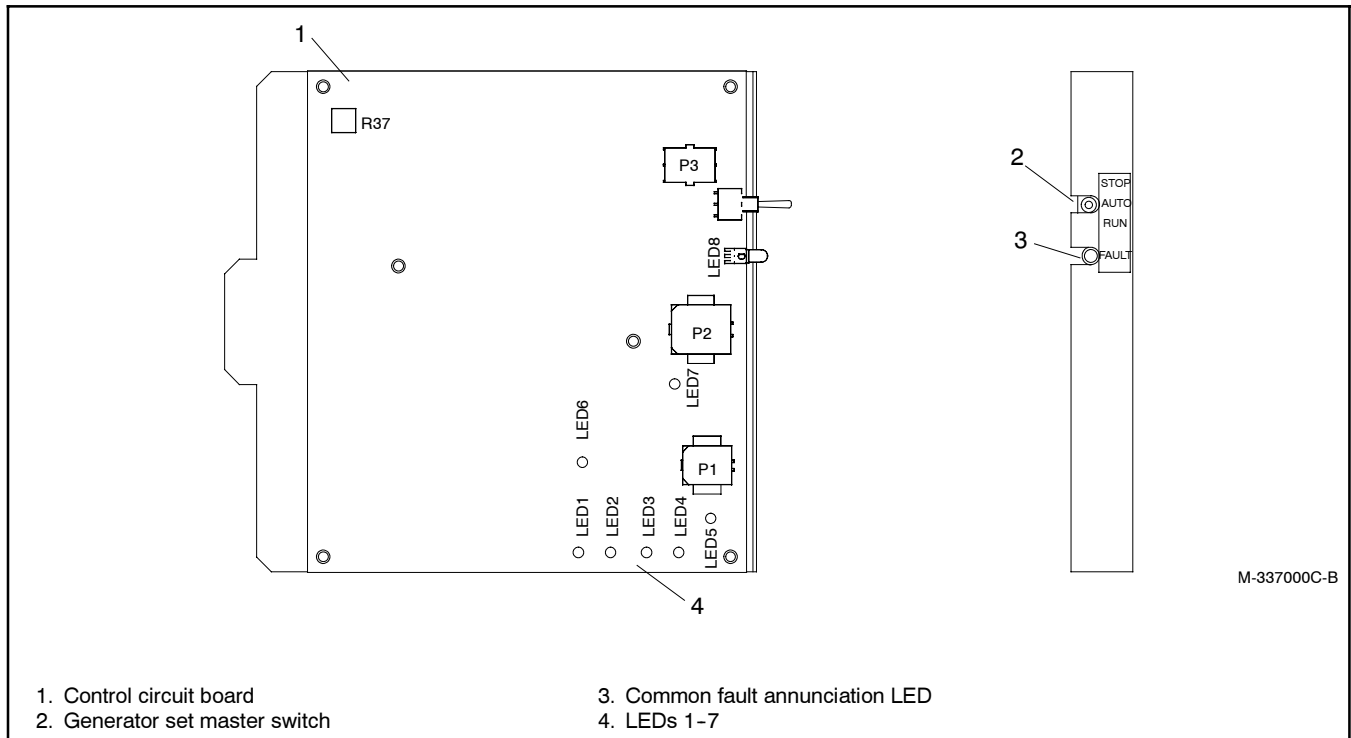 1
R37
P3
2
STOP
AUTO
RUN
3
FAULT
LED8
P2
LED7
LED6
P1
LED1
LED2
LED3
LED4
LED5
4
M-337000C-B
1. Control circuit board
2. Generator set master switch
3. Common fault annunciation LED
4. LEDs 1-7